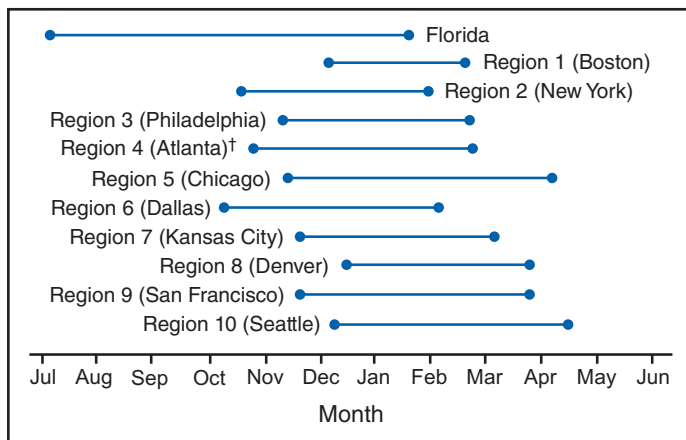 Florida
Region 1 (Boston)
Region 2 (New York)
Region 3 (Philadelphia)
Region 4 (Atlanta)†
Region 5 (Chicago)
Region 6 (Dallas)
Region 7 (Kansas City)
Region 8 (Denver)
Region 9 (San Francisco)
Region 10 (Seattle)
Jul Aug Sep Oct Nov Dec Jan Feb Mar Apr May Jun
Month